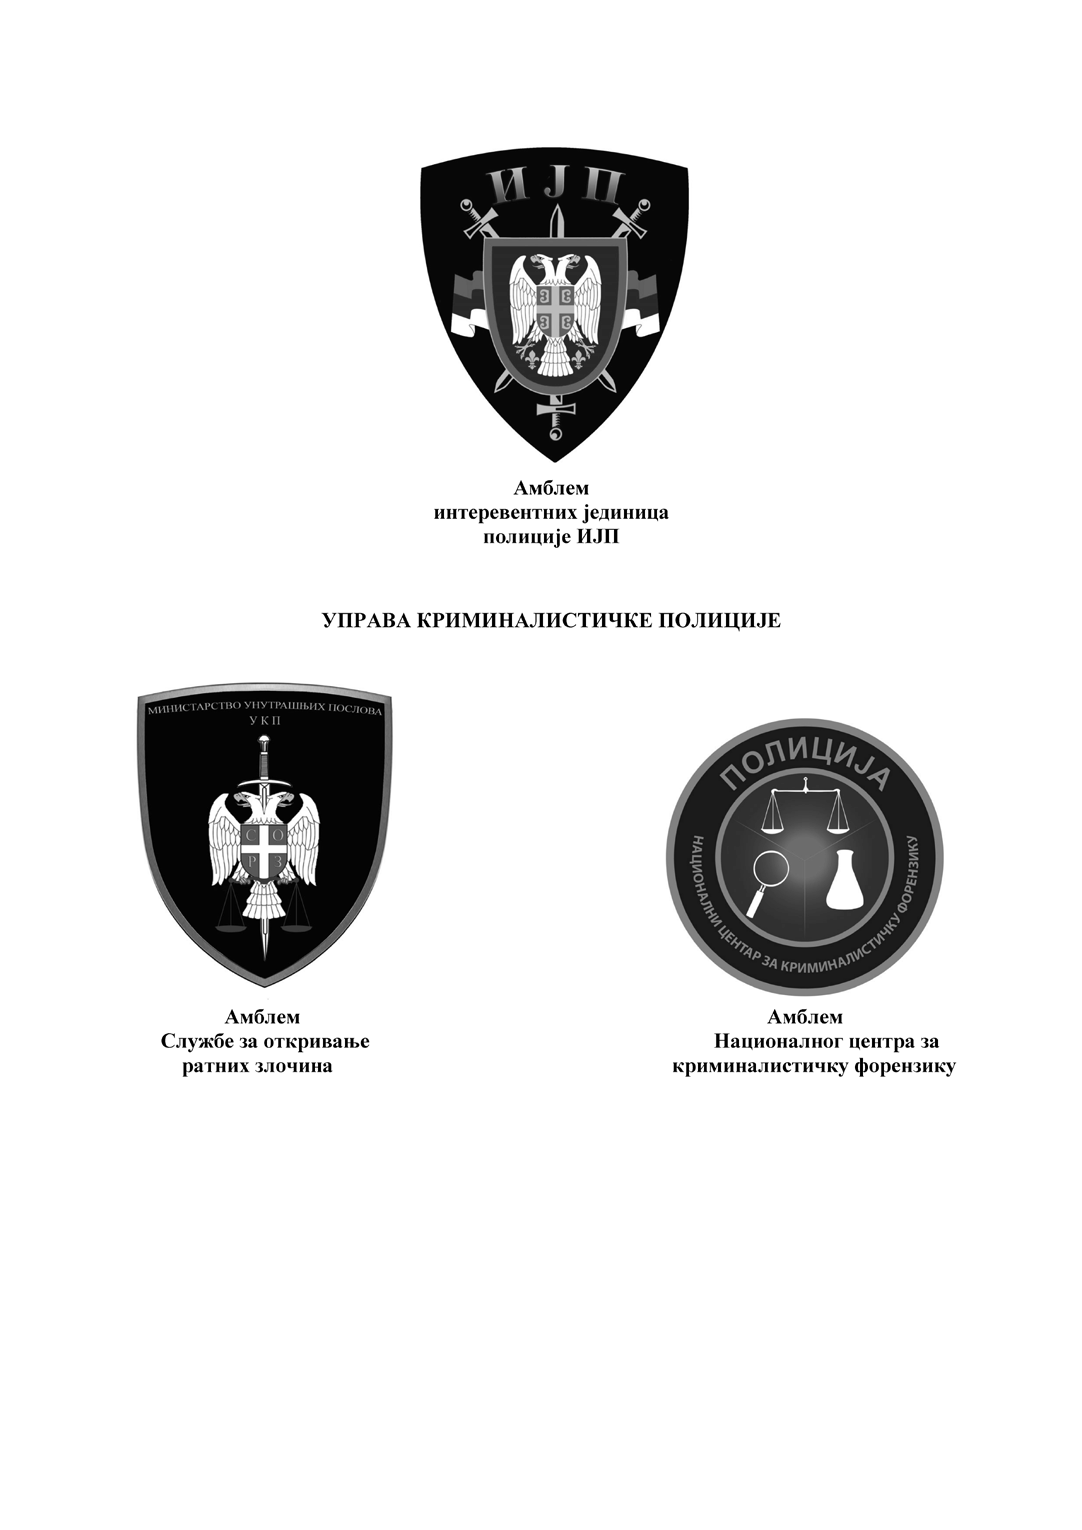 ИЈП
Амблем
интеревентних јединица
полиције ИЈП
УПРАВА КРИМИНАЛИСТИЧКЕ ПОЛИЦИЈЕ
МИНИСТАРСТВО УНУТРАШЊИХ ПОСЛОВА
УКП
С О
Р З
Амблем
Службе за откривање
ратних злочина
ПОЛИЦИЈА
НАЦИОНАЛНИ ЦЕНТАР ЗА КРИМИНАЛИСТИЧКУ ФОРЕНЗИКУ
Амблем
Националног центра за
криминалистичку форензику